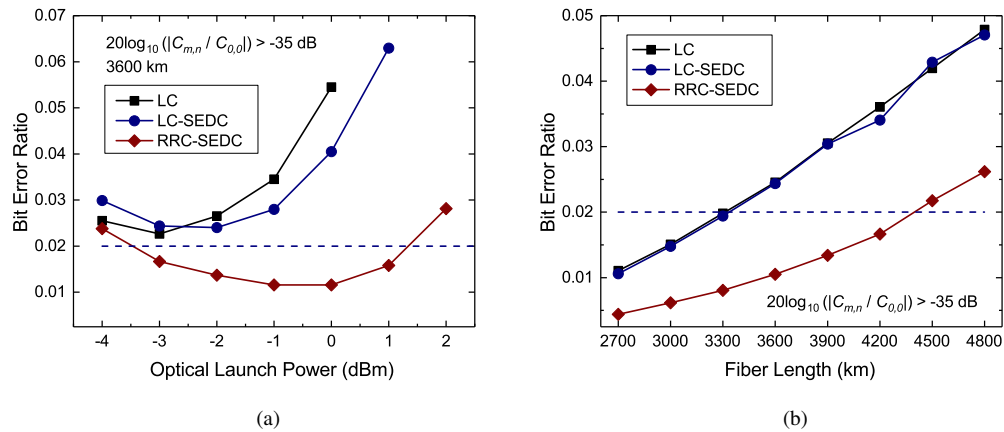 20log10 (|Cm,n / C0,0|) > -35 dB
3600 km
LC
LC-SEDC
RRC-SEDC
0.07
0.06
0.05
0.04
0.03
0.02
0.01
Bit Error Ratio
-4 -3 -2 -1 0 1 2
Optical Launch Power (dBm)
(a)
LC
LC-SEDC
RRC-SEDC
0.05
0.04
0.03
0.02
0.01
Bit Error Ratio
20log10 (|Cm,n / C0,0|) > -35 dB
2700 3000 3300 3600 3900 4200 4500 4800
Fiber Length (km)
(b)